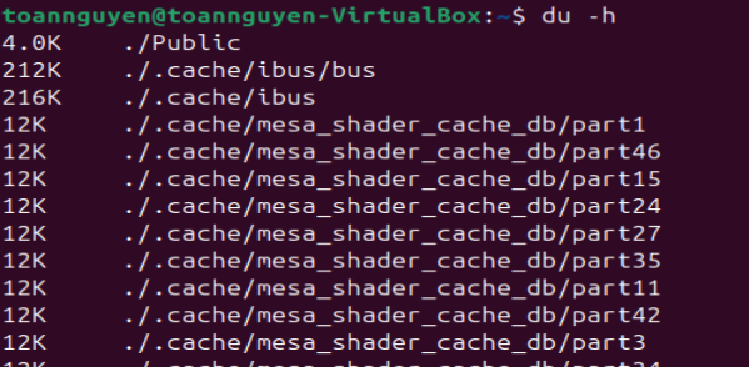 toannguyen@toannguyen-VirtualBox:~$ du -h
4.0K ./Public
212K ./.cache/ibus/bus
216K ./.cache/ibus
12K ./.cache/mesa_shader_cache_db/part1
12K ./.cache/mesa_shader_cache_db/part46
12K ./.cache/mesa_shader_cache_db/part15
12K ./.cache/mesa_shader_cache_db/part24
12K ./.cache/mesa_shader_cache_db/part27
12K ./.cache/mesa_shader_cache_db/part35
12K ./.cache/mesa_shader_cache_db/part11
12K ./.cache/mesa_shader_cache_db/part42
12K ./.cache/mesa_shader_cache_db/part3